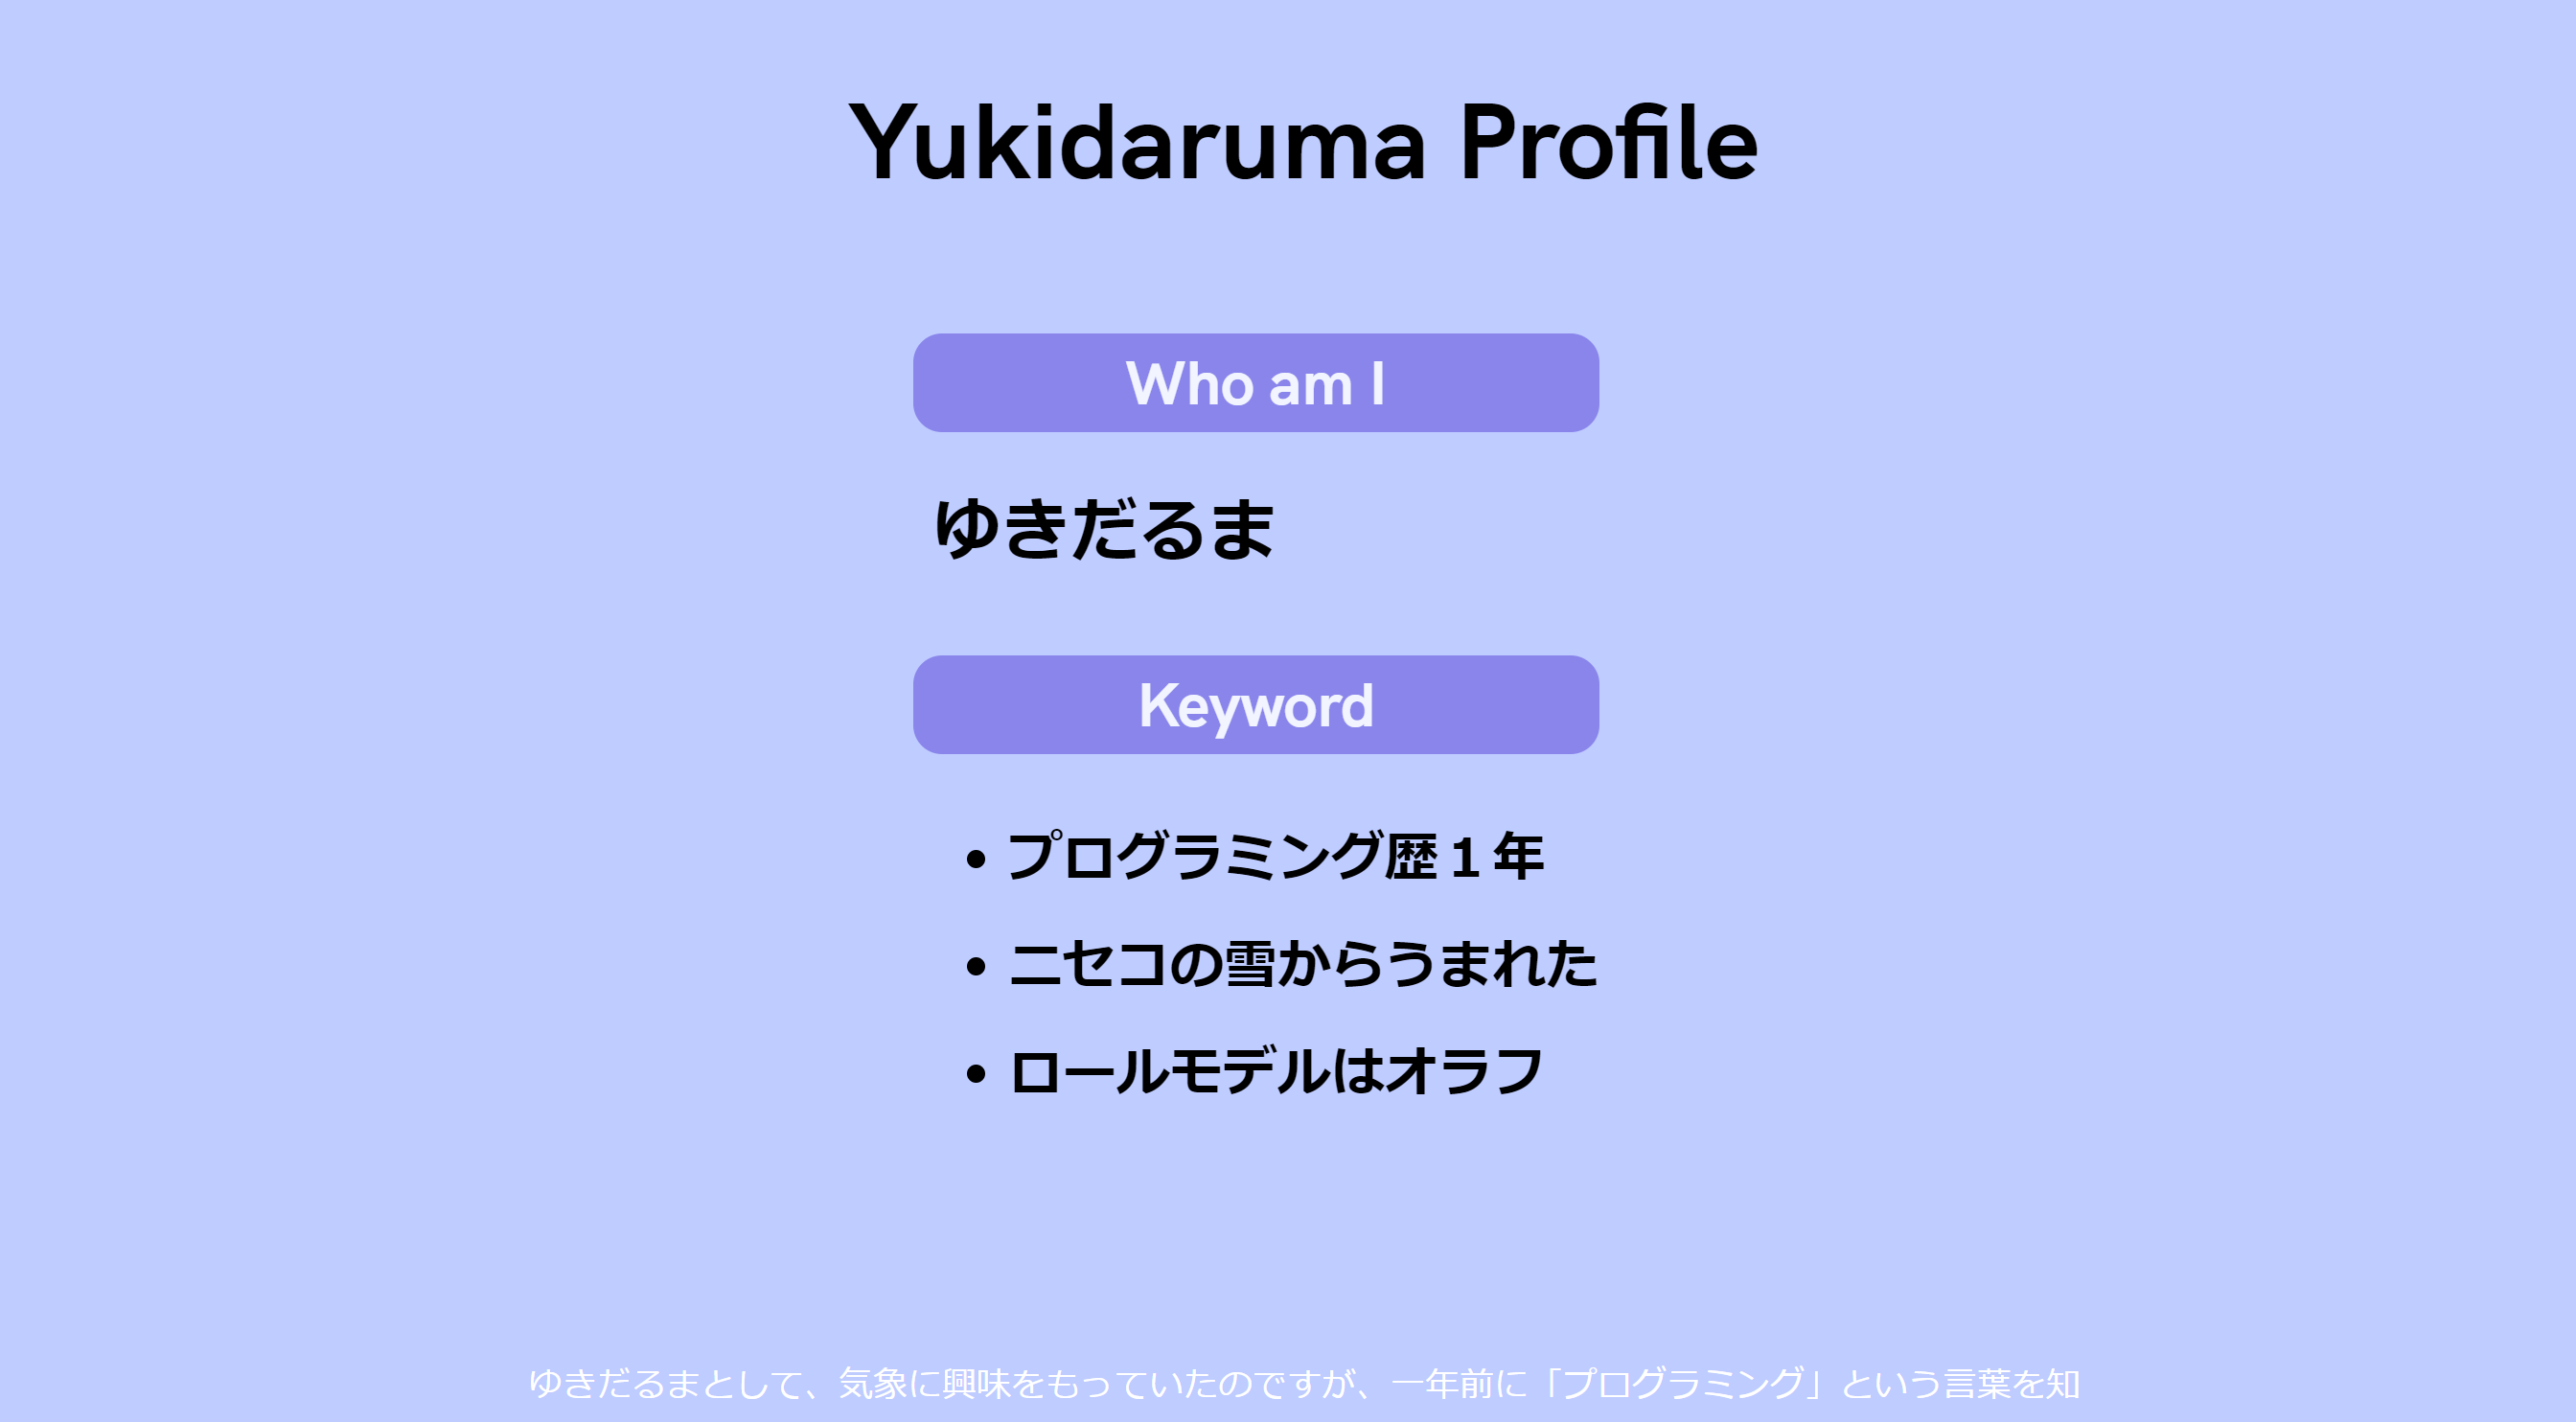 Yukidaruma Profile
Who am I
ゆきだるま
Keyword
• プログラミング歴１年
• ニセコの雪からうまれた
• ロールモデルはオラフ
ゆきだるまとして、気象に興味をもっていたのですが、一年前に「プログラミング」という言葉を知